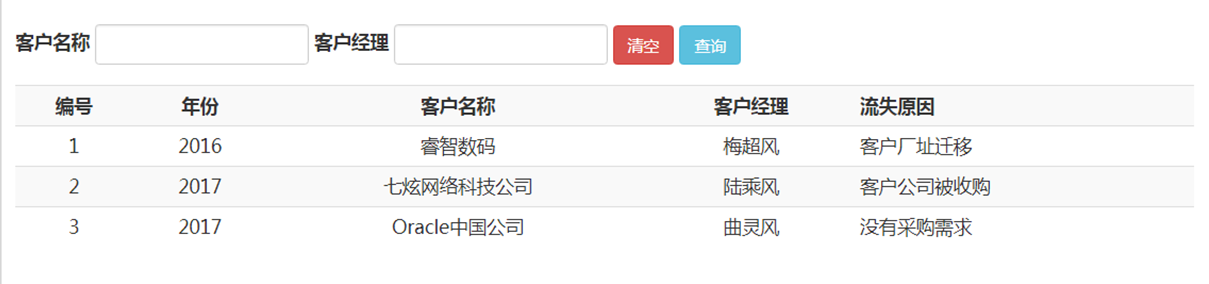 客户名称 客户经理 清空 查询
编号 年份 客户名称 客户经理 流失原因
1 2016 睿智数码 梅超风 客户厂址迁移
2 2017 七炫网络科技公司 陆乘风 客户公司被收购
3 2017 Oracle中国公司 曲灵风 没有采购需求